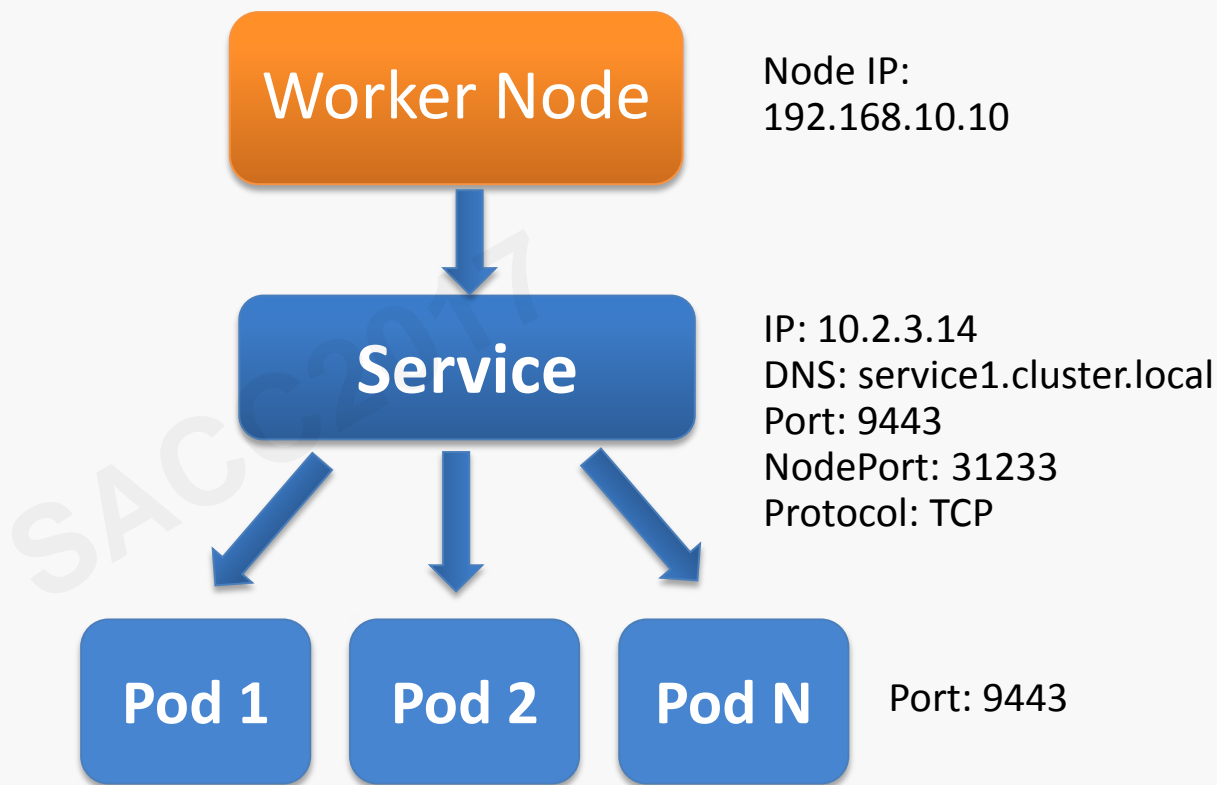 Worker Node
Node IP:
192.168.10.10
Service
IP: 10.2.3.14
DNS: service1.cluster.local
Port: 9443
NodePort: 31233
Protocol: TCP
SACC2017
Pod 1
Pod 2
Pod N
Port: 9443